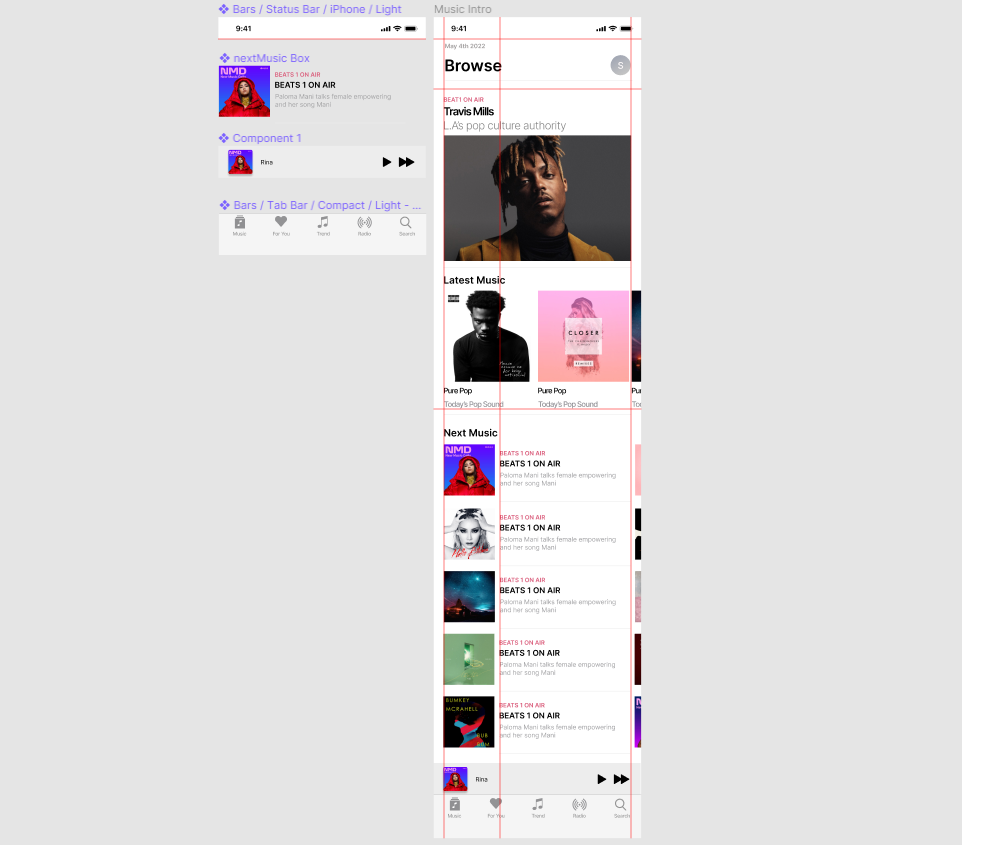 Bars / Status Bar / iPhone / Light
9:41
nextMusic Box
NMD
BEATS 1 ON AIR
BEATS 1 ON AIR
Paloma Mani talks female empowering
and her song Mani
Component 1
NMD
Rina
Bars / Tab Bar / Compact / Light - ...
Music
For You
Trend
Radio
Search
Music Intro
9:41
May 4th 2022
Browse
S
BEAT1 ON AIR
Travis Mills
L.A's pop culture authority
Latest Music
CLOSER
REMIXES
Pure Pop
Pure Pop
Pur
Today's Pop Sound
Today's Pop Sound
Next Music
NMD
BEATS 1 ON AIR
BEATS 1 ON AIR
Paloma Mani talks female empowering
and her song Mani
BEATS 1 ON AIR
BEATS 1 ON AIR
Paloma Mani talks female empowering
and her song Mani
BEATS 1 ON AIR
BEATS 1 ON AIR
Paloma Mani talks female empowering
and her song Mani
BEATS 1 ON AIR
BEATS 1 ON AIR
Paloma Mani talks female empowering
and her song Mani
BUMKEY
MCRAHELL
BEATS 1 ON AIR
BEATS 1 ON AIR
Paloma Mani talks female empowering
and her song Mani
NMD
Rina
Music
For You
Trend
Radio
Search